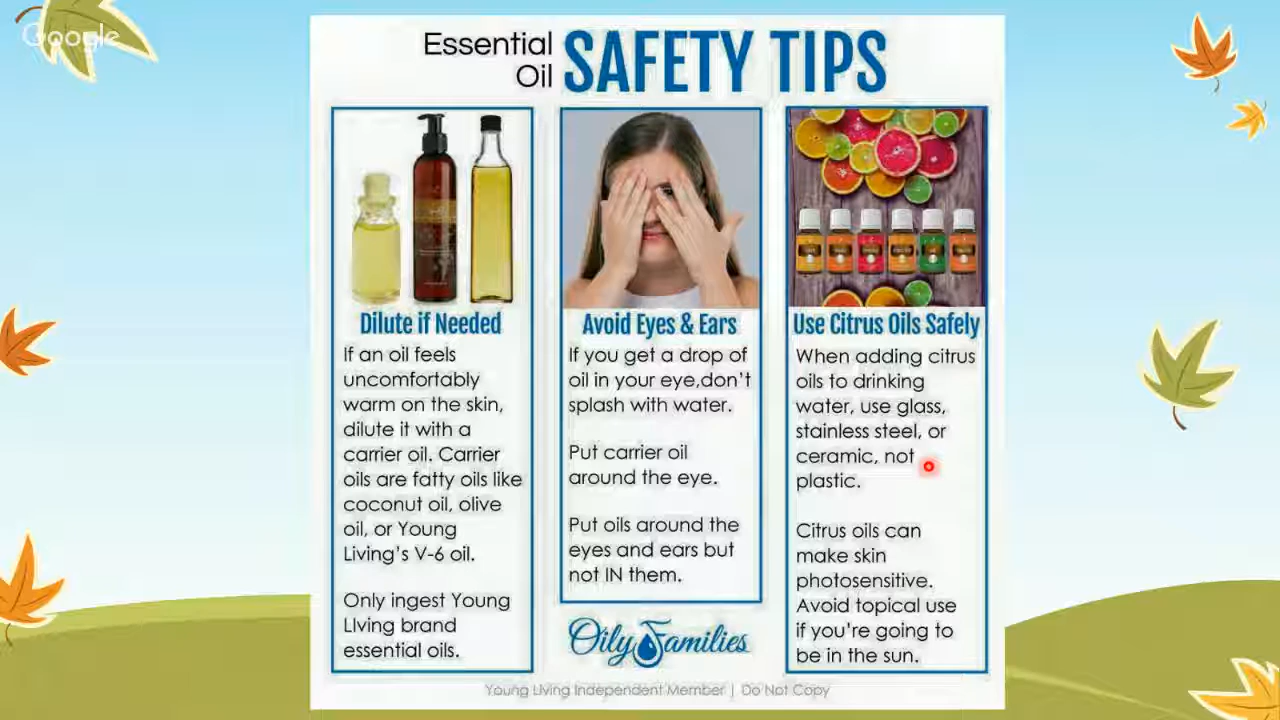 Google
Essential
Oil
SAFETY TIPS
Dilute if Needed
If an oil feels
uncomfortably
warm on the skin,
dilute it with a
carrier oil. Carrier
oils are fatty oils like
coconut oil, olive
oil, or Young
Living's V-6 oil.
Only ingest Young
LIving brand
essential oils.
Avoid Eyes & Ears
If you get a drop of
oil in your eye,don't
splash with water.
Put carrier oil
around the eye.
Put oils around the
eyes and ears but
not IN them.
Oily Families
Use Citrus Oils Safely
When adding citrus
oils to drinking
water, use glass,
stainless steel, or
ceramic, not
plastic.
Citrus oils can
make skin
photosensitive.
Avoid topical use
if you're going to
be in the sun.
Young Living Independent Member | Do Not Copy